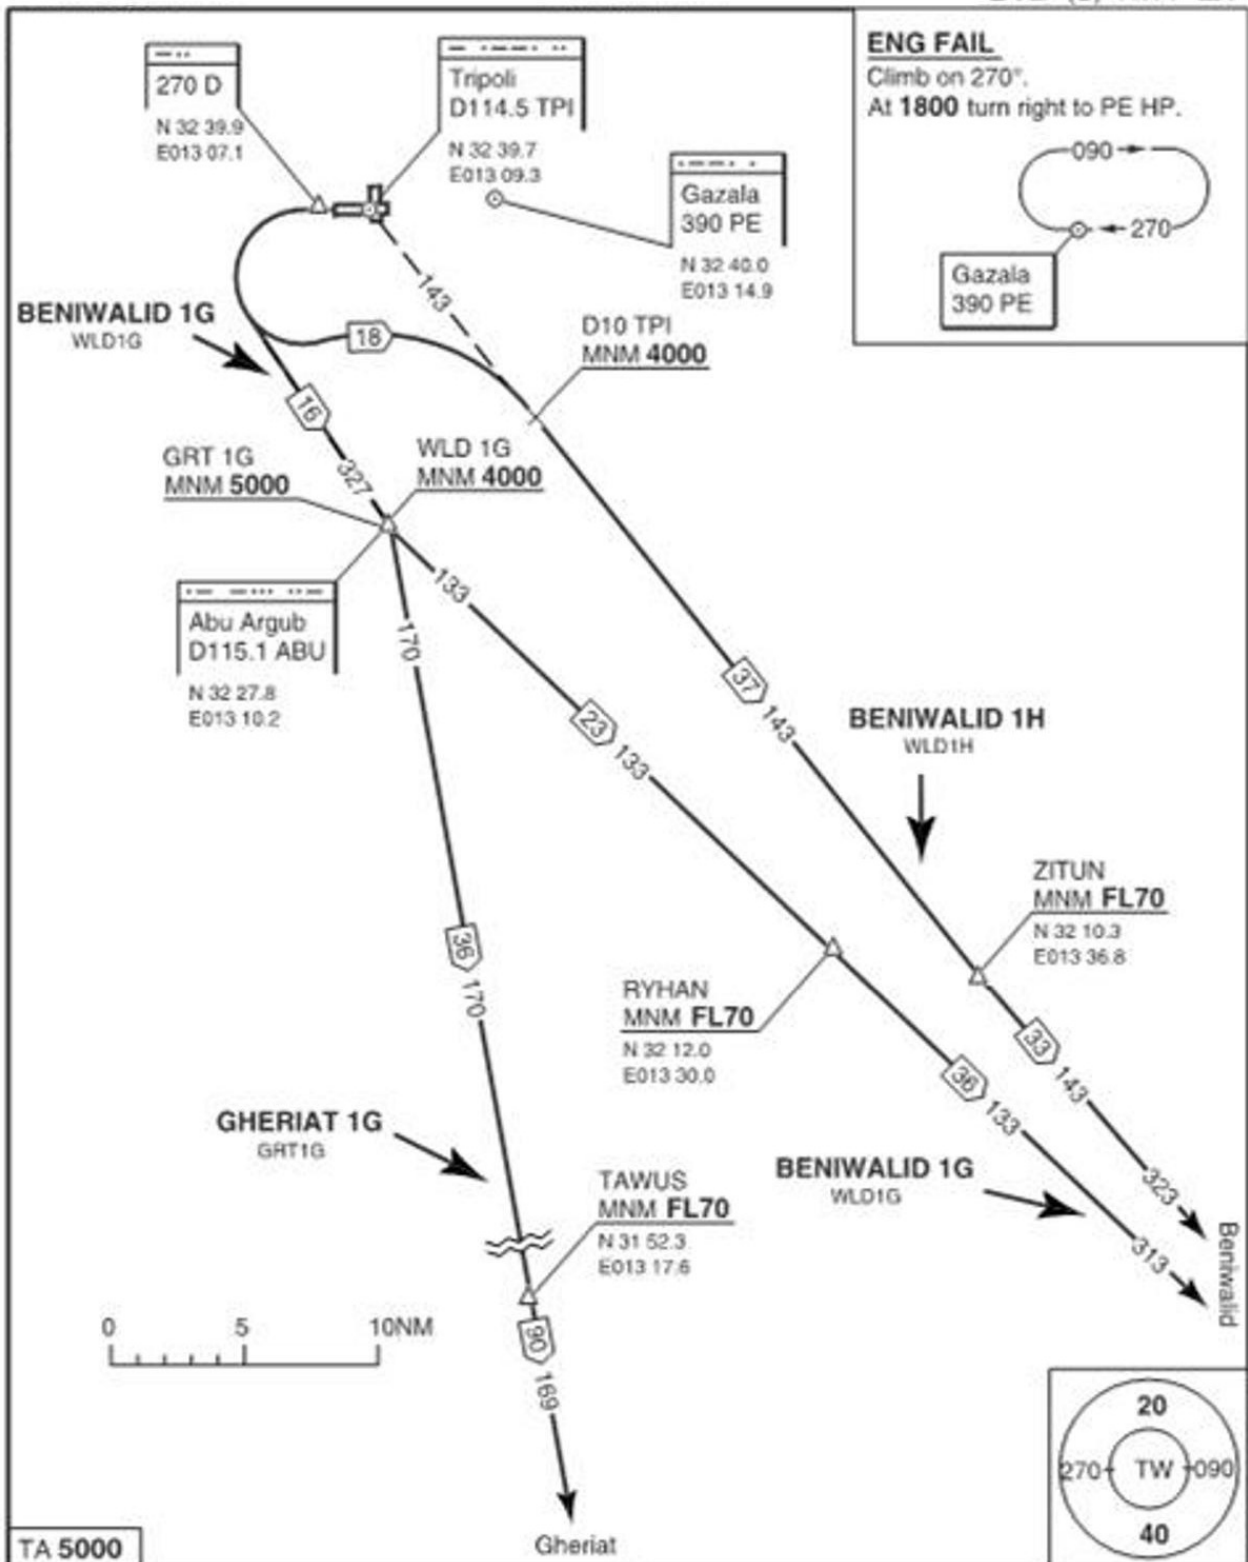 270 D
N 32 39.9
E013 07.1
Tripoli
D114.5 TPI
N 32 39.7
E013 09.3
Gazala
390 PE
N 32 40.0
E013 14.9
ENG FAIL
Climb on 270°.
At 1800 turn right to PE HP.
090
270
Gazala
390 PE
BENIWALID 1G
WLD1G
143
18
D10 TPI
MNM 4000
16
327
GRT 1G
MNM 5000
WLD 1G
MNM 4000
Abu Argub
D115.1 ABU
N 32 27.8
E013 10.2
133
170
23
133
37
143
BENIWALID 1H
WLD1H
ZITUN
MNM FL70
N 32 10.3
E013 36.8
36
170
RYHAN
MNM FL70
N 32 12.0
E013 30.0
33
143
36
133
GHERIAT 1G
GRT1G
TAWUS
MNM FL70
N 31 52.3
E013 17.6
BENIWALID 1G
WLD1G
323
313
Beniwalid
0 5 10NM
90
169
Gheriat
20
270 TW 090
40
TA 5000